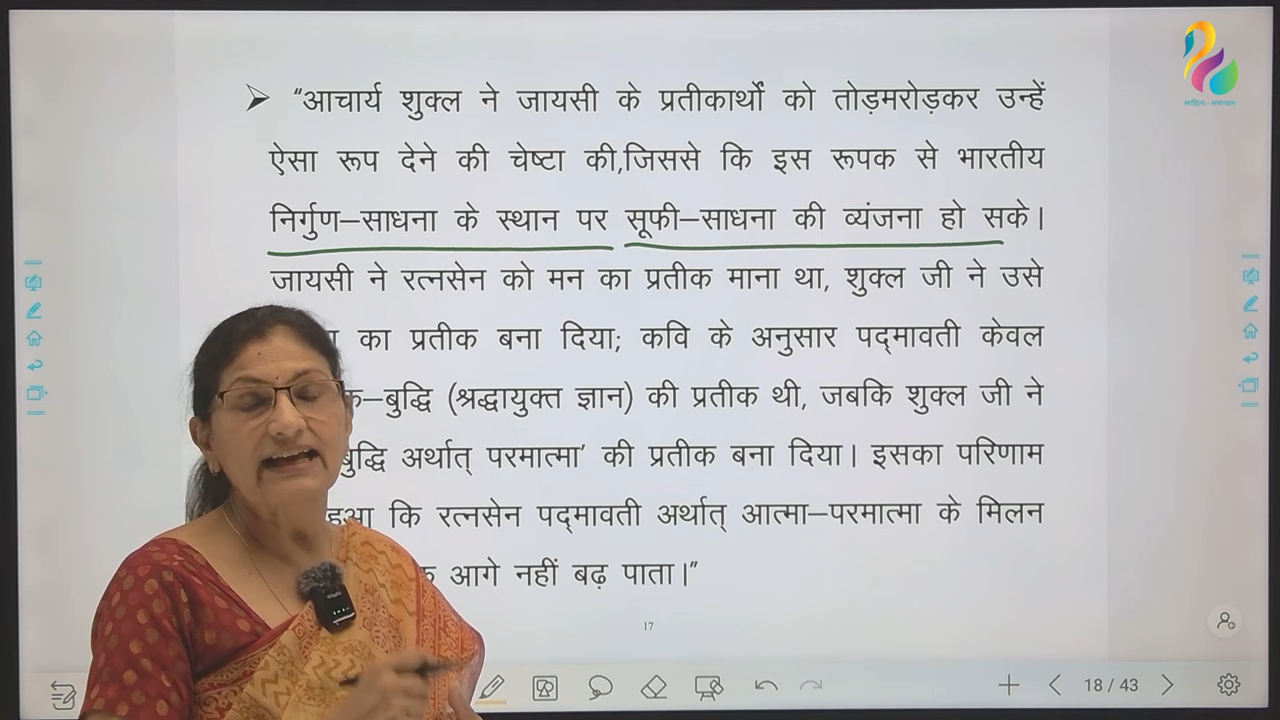 साहित्य - समाधान
➢ “आचार्य शुक्ल ने जायसी के प्रतीकार्थों को तोड़मरोड़कर उन्हें
ऐसा रूप देने की चेष्टा की,जिससे कि इस रूपक से भारतीय
निर्गुण–साधना के स्थान पर सूफी–साधना की व्यंजना हो सके।
जायसी ने रत्नसेन को मन का प्रतीक माना था, शुक्ल जी ने उसे
का प्रतीक बना दिया; कवि के अनुसार पद्मावती केवल
–बुद्धि (श्रद्धायुक्त ज्ञान) की प्रतीक थी, जबकि शुक्ल जी ने
बुद्धि अर्थात् परमात्मा’ की प्रतीक बना दिया। इसका परिणाम
हुआ कि रत्नसेन पद्मावती अर्थात् आत्मा–परमात्मा के मिलन
आगे नहीं बढ़ पाता।”
17
18 / 43